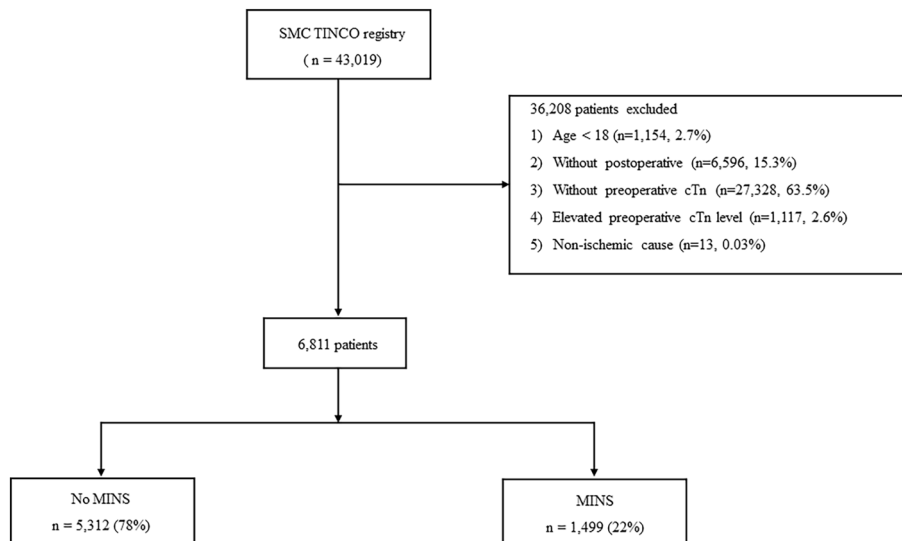 SMC TINCO registry
( n = 43,019)
36,208 patients excluded
1) Age < 18 (n=1,154, 2.7%)
2) Without postoperative (n=6,596, 15.3%)
3) Without preoperative cTn (n=27,328, 63.5%)
4) Elevated preoperative cTn level (n=1,117, 2.6%)
5) Non-ischemic cause (n=13, 0.03%)
6,811 patients
No MINS
n = 5,312 (78%)
MINS
n = 1,499 (22%)